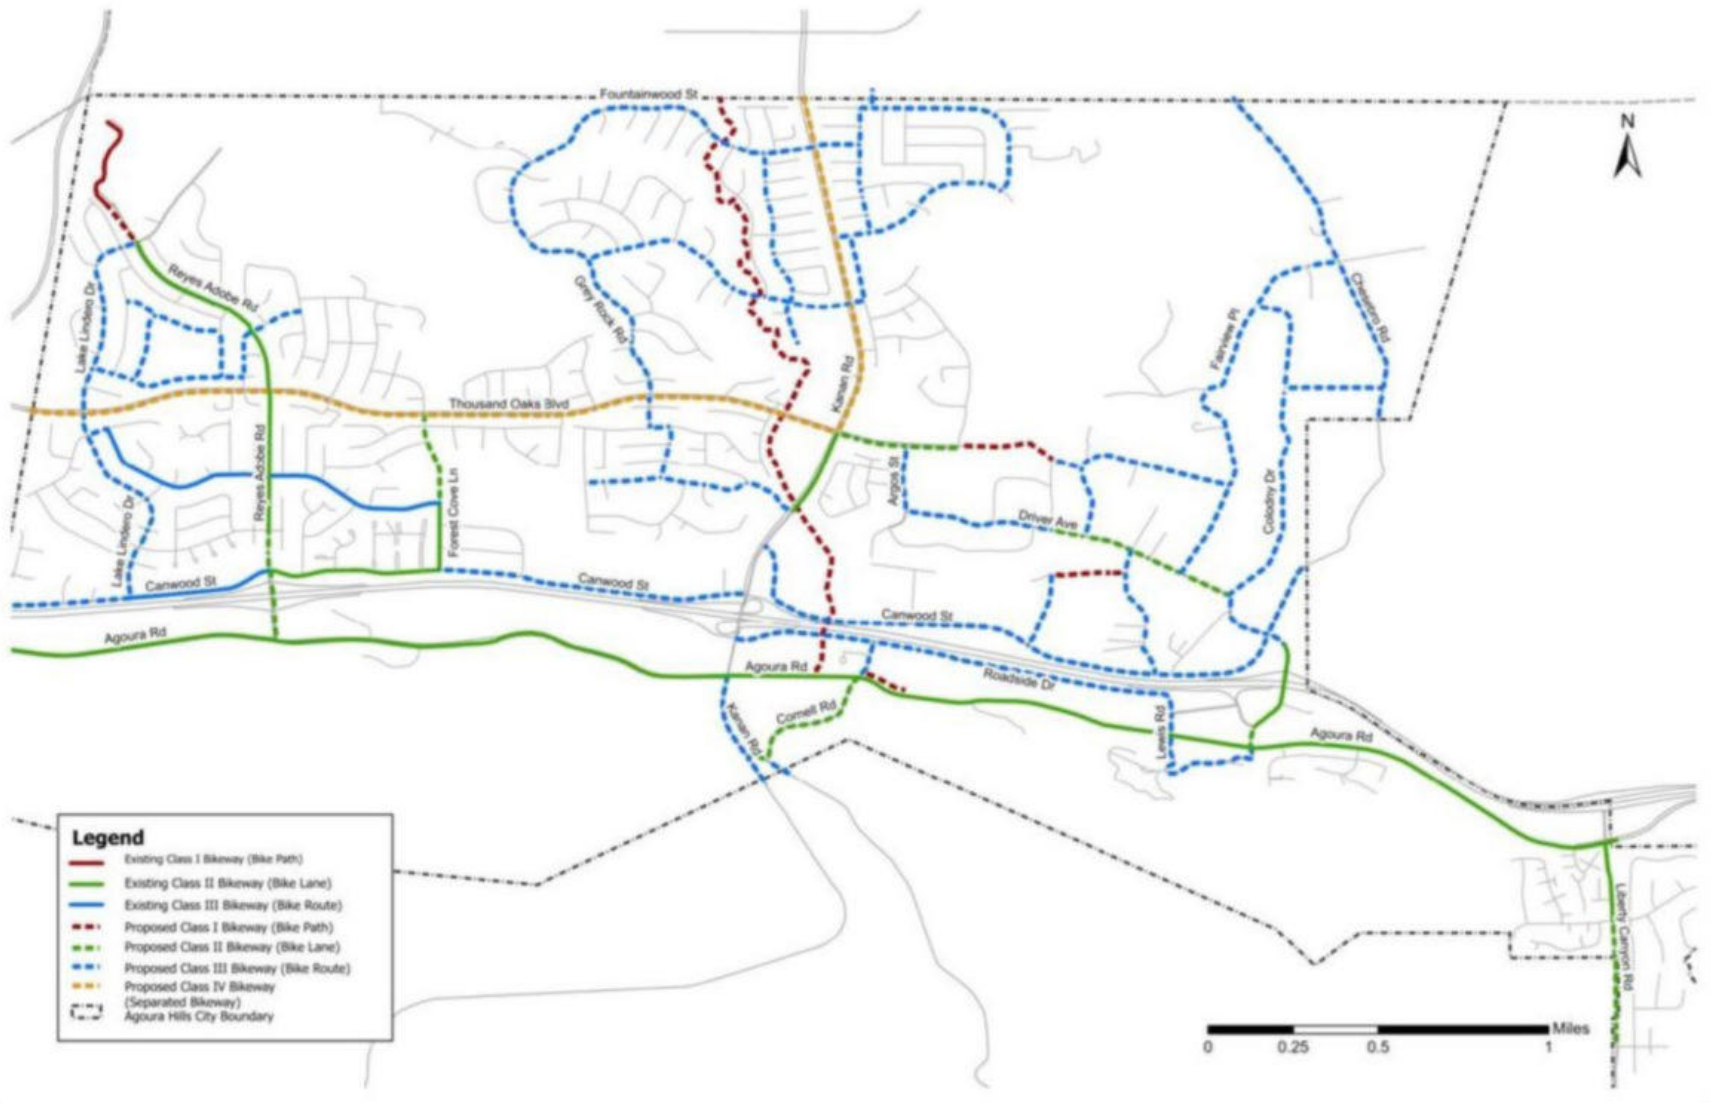 Fountainwood St
N
Reyes Adobe Rd
Lake Lindero Dr
Grey Rock Rd
Chesebro Rd
Fairview Pl
Kanan Rd
Thousand Oaks Blvd
Reyes Adobe Rd
Forest Cove Ln
Argos St
Colodny Dr
Lake Lindero Dr
Driver Ave
Canwood St
Canwood St
Canwood St
Agoura Rd
Agoura Rd
Roadside Dr
Cornell Rd
Kanan Rd
Lewis Rd
Agoura Rd
Liberty Canyon Rd
Legend
Existing Class I Bikeway (Bike Path)
Existing Class II Bikeway (Bike Lane)
Existing Class III Bikeway (Bike Route)
Proposed Class I Bikeway (Bike Path)
Proposed Class II Bikeway (Bike Lane)
Proposed Class III Bikeway (Bike Route)
Proposed Class IV Bikeway
(Separated Bikeway)
Agoura Hills City Boundary
Miles
0 0.25 0.5 1